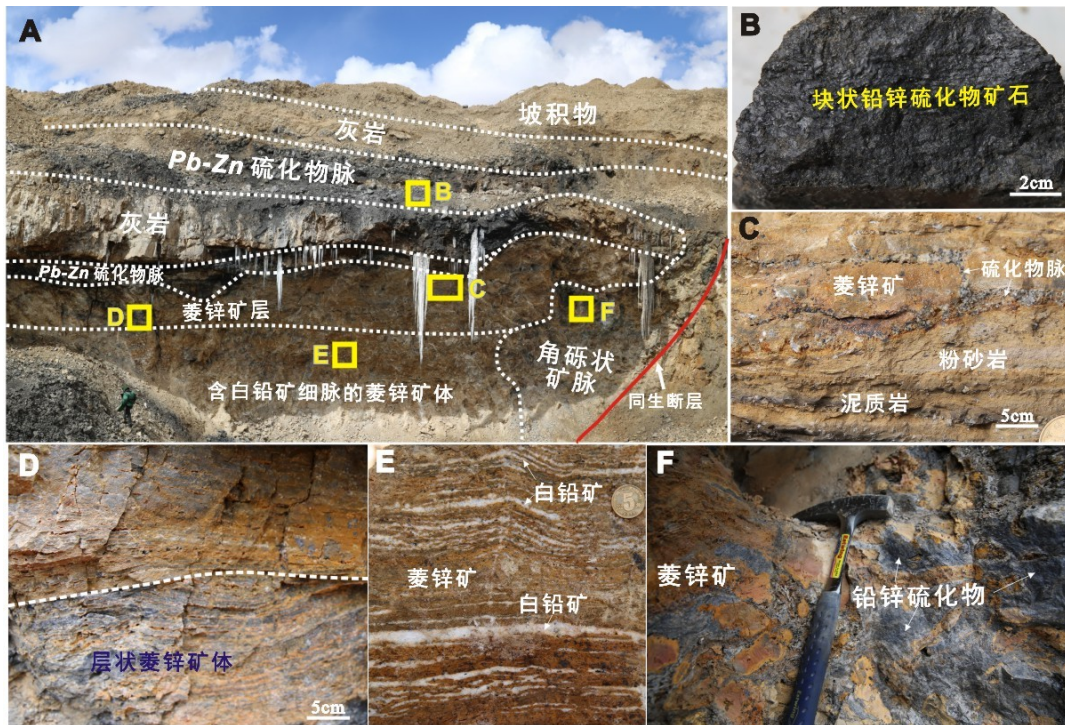 A
坡积物
灰岩
Pb-Zn 硫化物脉
B
灰岩
Pb-Zn 硫化物脉
C
菱锌矿层
D
F
E
角砾状
矿脉
含白铅矿细脉的菱锌矿体
同生断层
B
块状铅锌硫化物矿石
2cm
C
硫化物脉
菱锌矿
粉砂岩
泥质岩
5cm
D
层状菱锌矿体
5cm
E
白铅矿
5
菱锌矿
白铅矿
F
菱锌矿
铅锌硫化物